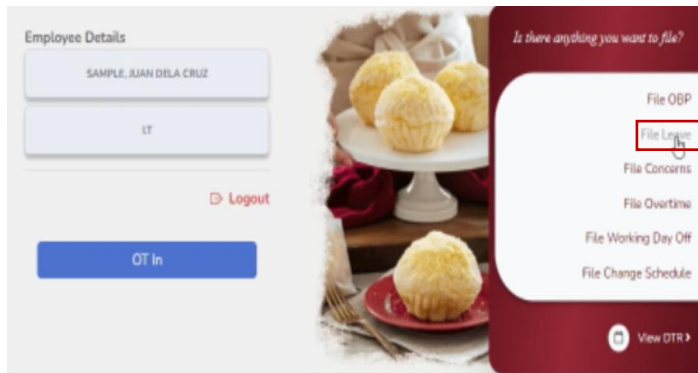 Employee Details
SAMPLE, JUAN DELA CRUZ
I.T
Logout
OT In
Is there anything you want to file?
File OBP
File Leave
File Concerns
File Overtime
File Working Day Off
File Change Schedule
View DTR